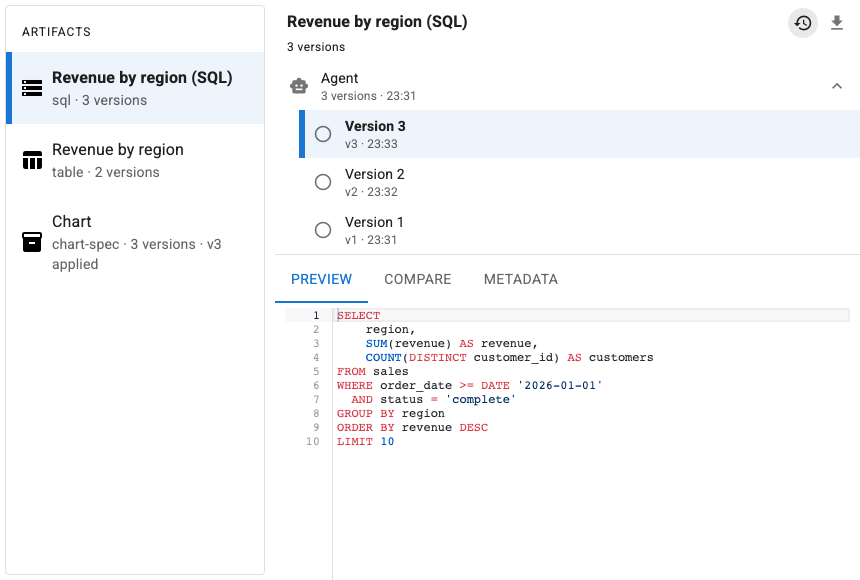 ARTIFACTS
Revenue by region (SQL)
sql · 3 versions
Revenue by region
table · 2 versions
Chart
chart-spec · 3 versions · v3
applied
Revenue by region (SQL)
3 versions
Agent
3 versions · 23:31
Version 3
v3 · 23:33
Version 2
v2 · 23:32
Version 1
v1 · 23:31
PREVIEW COMPARE METADATA
1 SELECT
2     region,
3     SUM(revenue) AS revenue,
4     COUNT(DISTINCT customer_id) AS customers
5 FROM sales
6 WHERE order_date >= DATE '2026-01-01'
7   AND status = 'complete'
8 GROUP BY region
9 ORDER BY revenue DESC
10 LIMIT 10